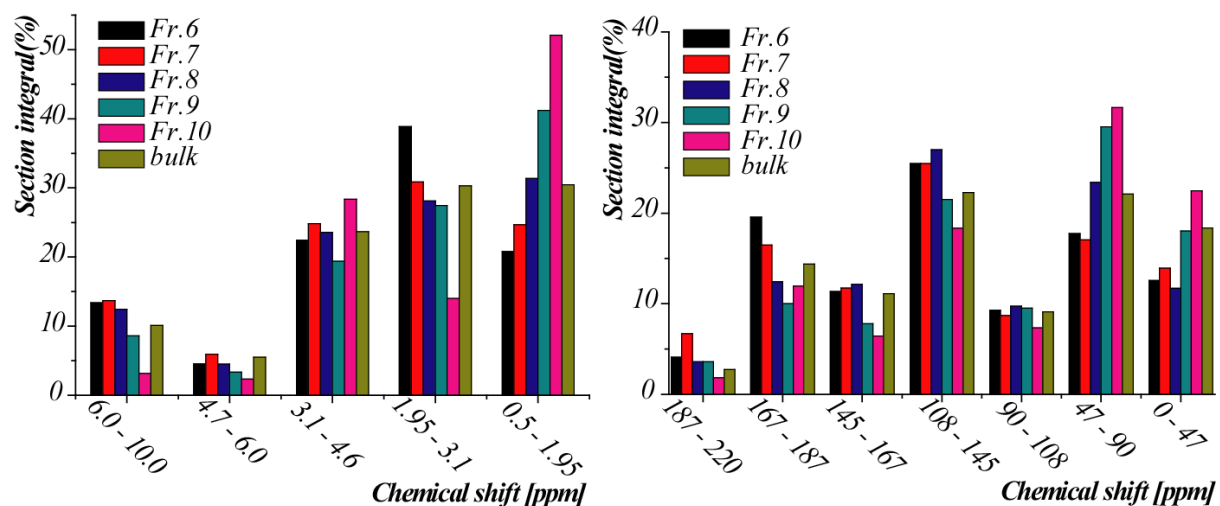 Section integral(%)
50
40
30
20
10
0
Fr.6
Fr.7
Fr.8
Fr.9
Fr.10
bulk
6.0 - 10.0
4.7 - 6.0
3.1 - 4.6
1.95 - 3.1
0.5 - 1.95
Chemical shift [ppm]
Section integral(%)
40
30
20
10
0
Fr.6
Fr.7
Fr.8
Fr.9
Fr.10
bulk
187 - 220
167 - 187
145 - 167
108 - 145
90 - 108
47 - 90
0 - 47
Chemical shift [ppm]